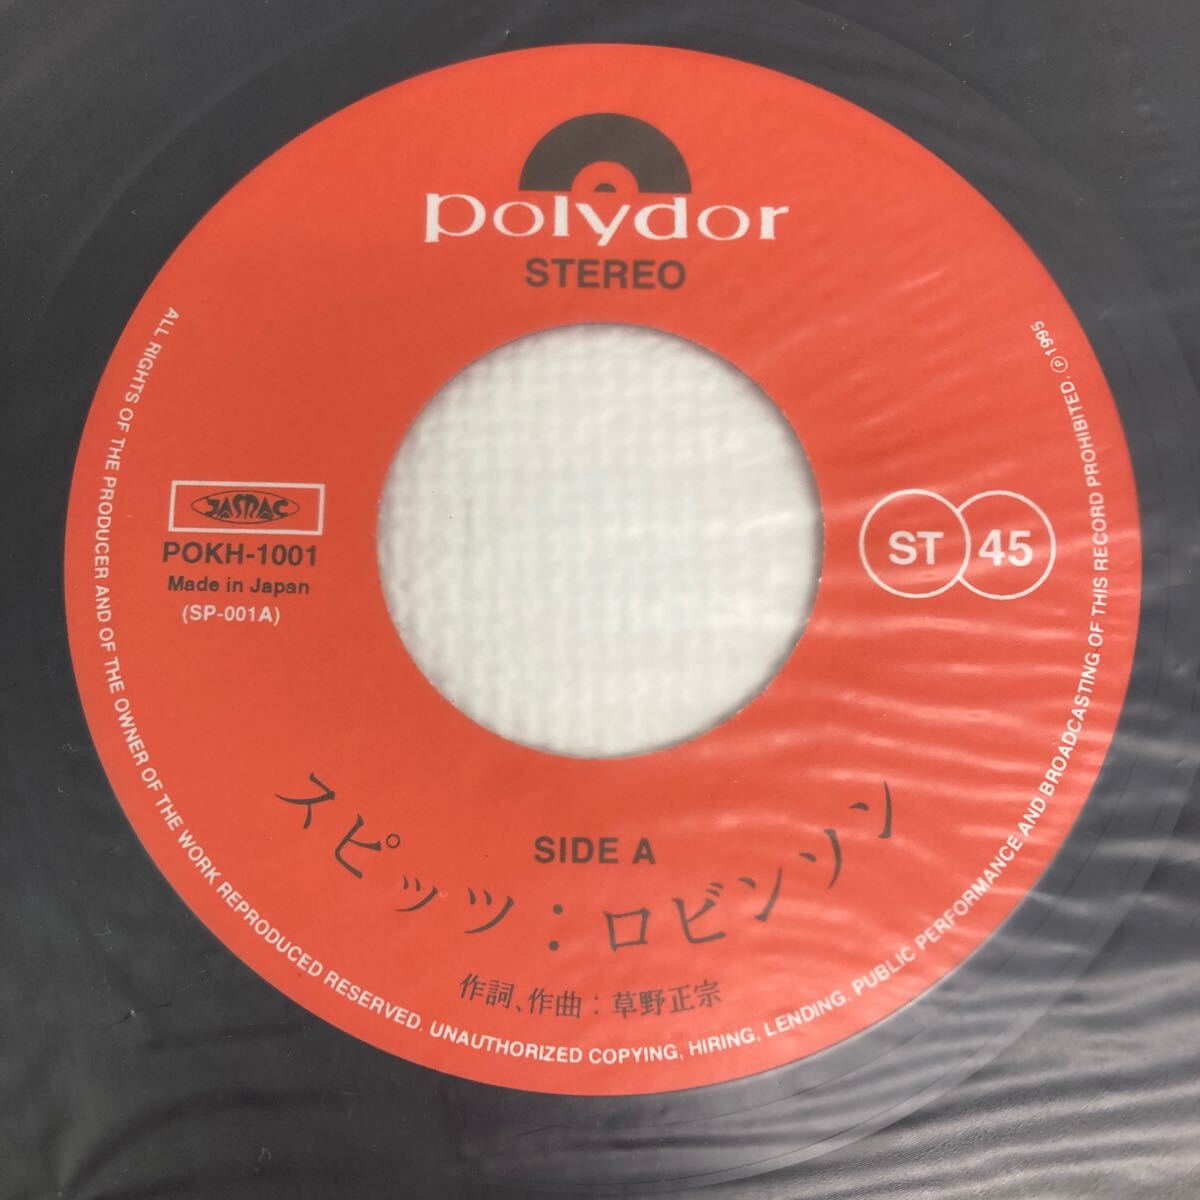 polydor
STEREO
JASRAC
POKH-1001
Made in Japan
(SP-001A)
ST 45
SIDE A
スピッツ：ロビンソン
作詞、作曲：草野正宗
ALL RIGHTS OF THE PRODUCER AND OF THE OWNER OF THE WORK REPRODUCED RESERVED. UNAUTHORIZED COPYING, HIRING, LENDING, PUBLIC PERFORMANCE AND BROADCASTING OF THIS RECORD PROHIBITED. ℗1995